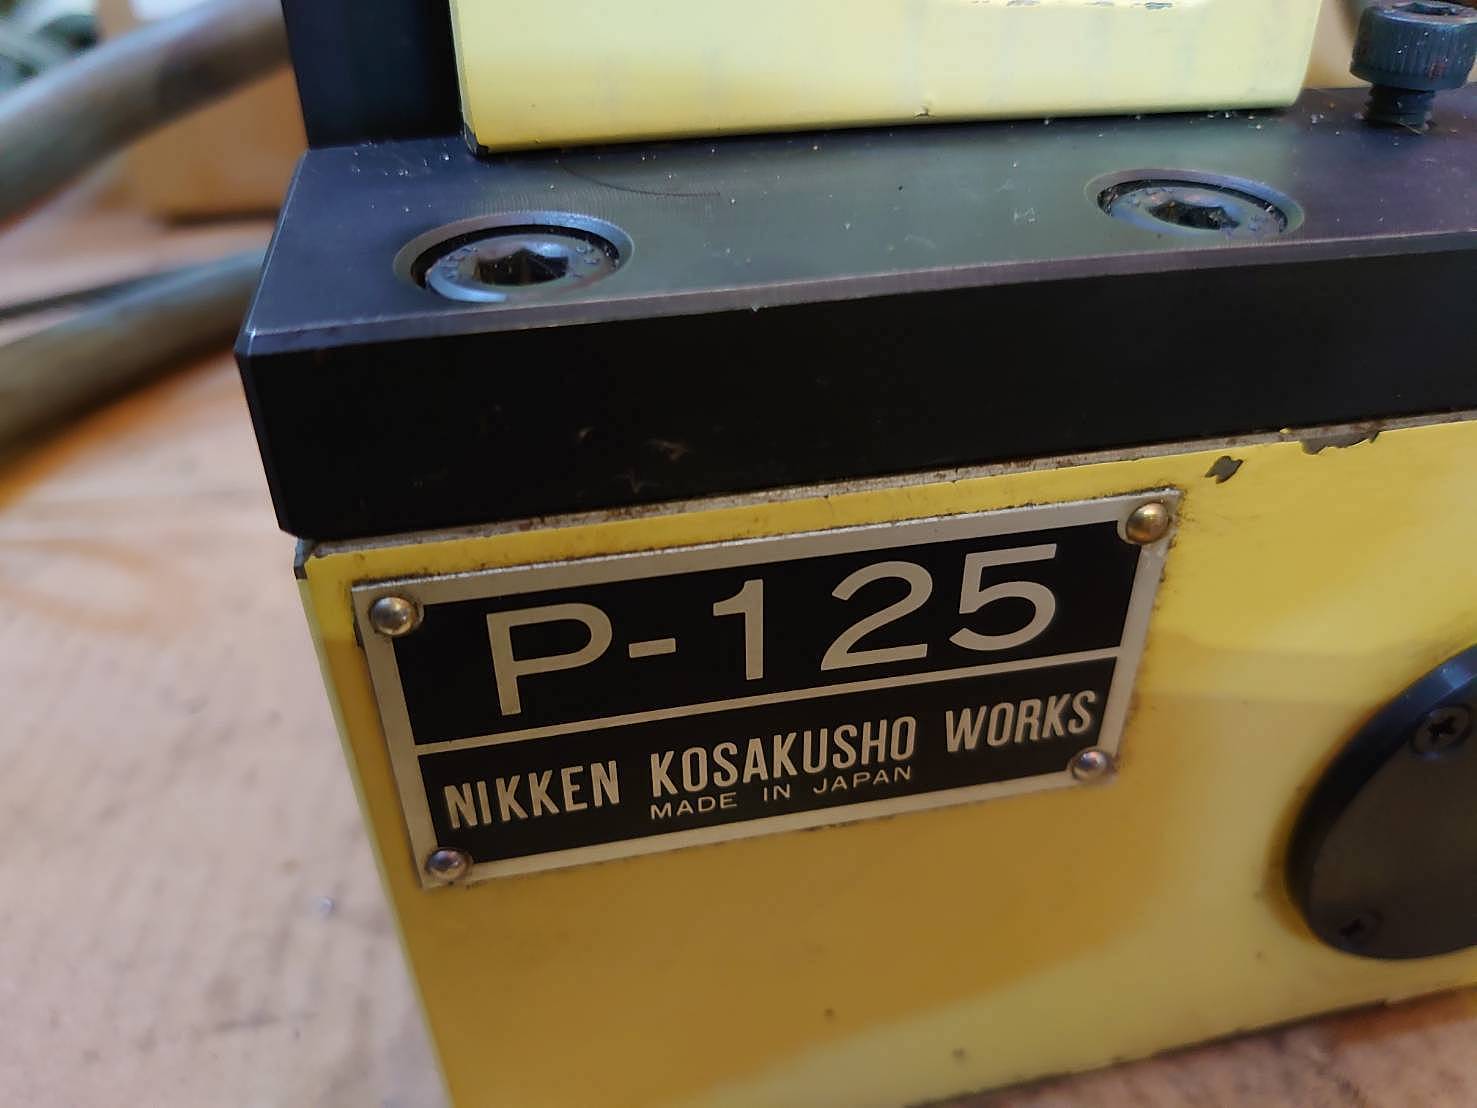 P-125
NIKKEN KOSAKUSHO WORKS
MADE IN JAPAN